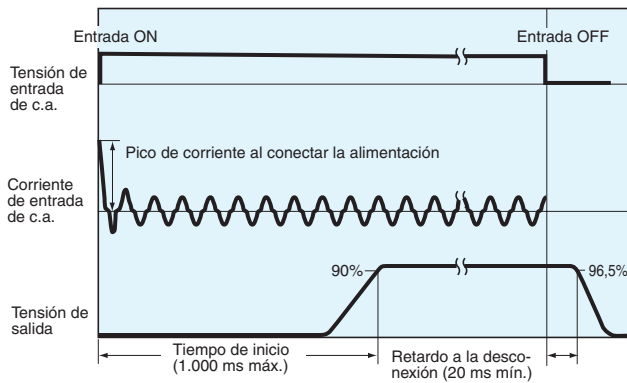 Entrada ON
Entrada OFF
Tensión de
entrada
de c.a.
Pico de corriente al conectar la alimentación
Corriente
de entrada
de c.a.
90%
96,5%
Tensión de
salida
Tiempo de inicio
(1.000 ms máx.)
Retardo a la desco-
nexión (20 ms mín.)